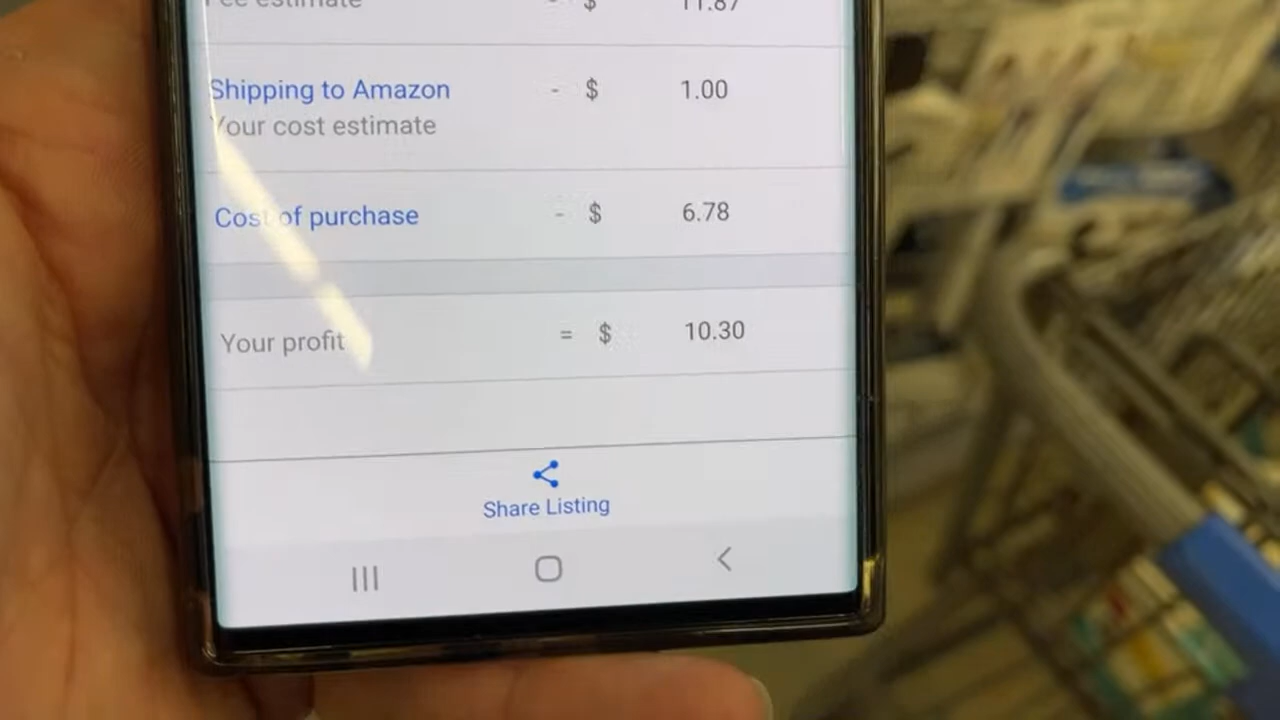 Fee estimate - $ 11.87
Shipping to Amazon - $ 1.00
Your cost estimate
Cost of purchase - $ 6.78
Your profit = $ 10.30
Share Listing